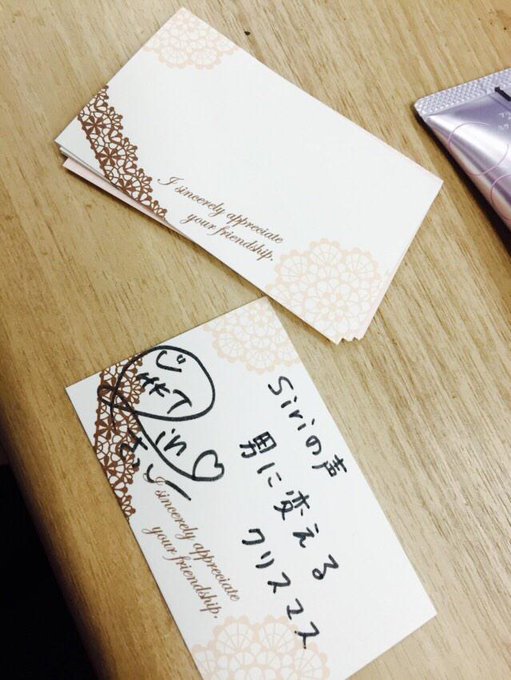 I sincerely appreciate
your friendship.
Siriの声
男に変える
クリスマス
in
I sincerely appreciate
your friendship.